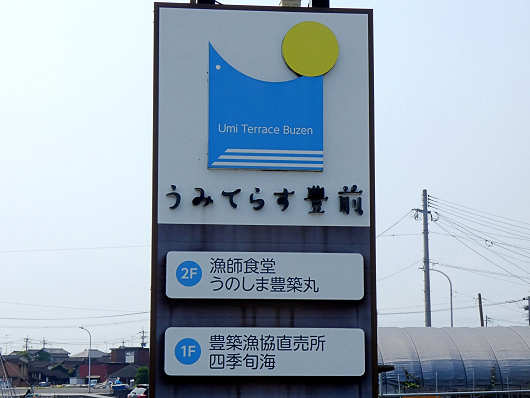 Umi Terrace Buzen
うみてらす豊前
2F 漁師食堂
うのしま豊築丸
1F 豊築漁協直売所
四季旬海